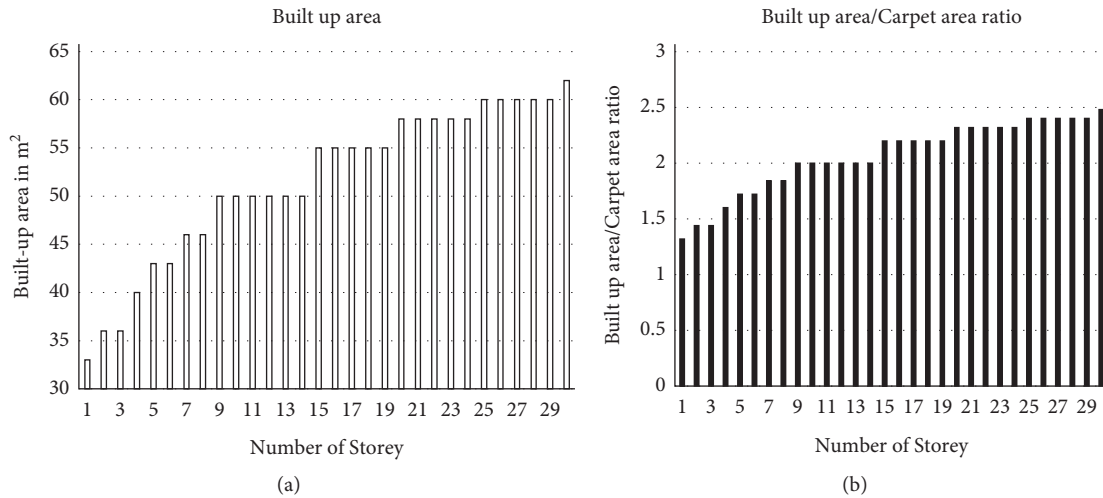 Built up area
65
60
55
50
45
40
35
30
Built-up area in m²
1 3 5 7 9 11 13 15 17 19 21 23 25 27 29
Number of Storey
(a)
Built up area/Carpet area ratio
3
2.5
2
1.5
1
0.5
0
Built up area/Carpet area ratio
1 3 5 7 9 11 13 15 17 19 21 23 25 27 29
Number of Storey
(b)